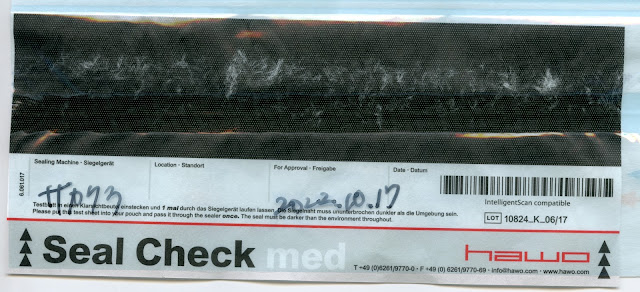 6.061.017
Sealing Machine · Siegelgerät
Location · Standort
For Approval · Freigabe
Date · Datum
2022.10.17
IntelligentScan compatible
LOT 10824_K_06/17
Testblatt in einen Klarsichtbeutel einstecken und 1 mal durch das Siegelgerät laufen lassen. Die Siegelnaht muss ununterbrochen dunkler als die Umgebung sein.
Please put this test sheet into your pouch and pass it through the sealer once. The seal must be darker than the environment throughout.
Seal Check med
hawo
T +49 (0)6261/9770-0 · F +49 (0) 6261/9770-69 · info@hawo.com · www.hawo.com